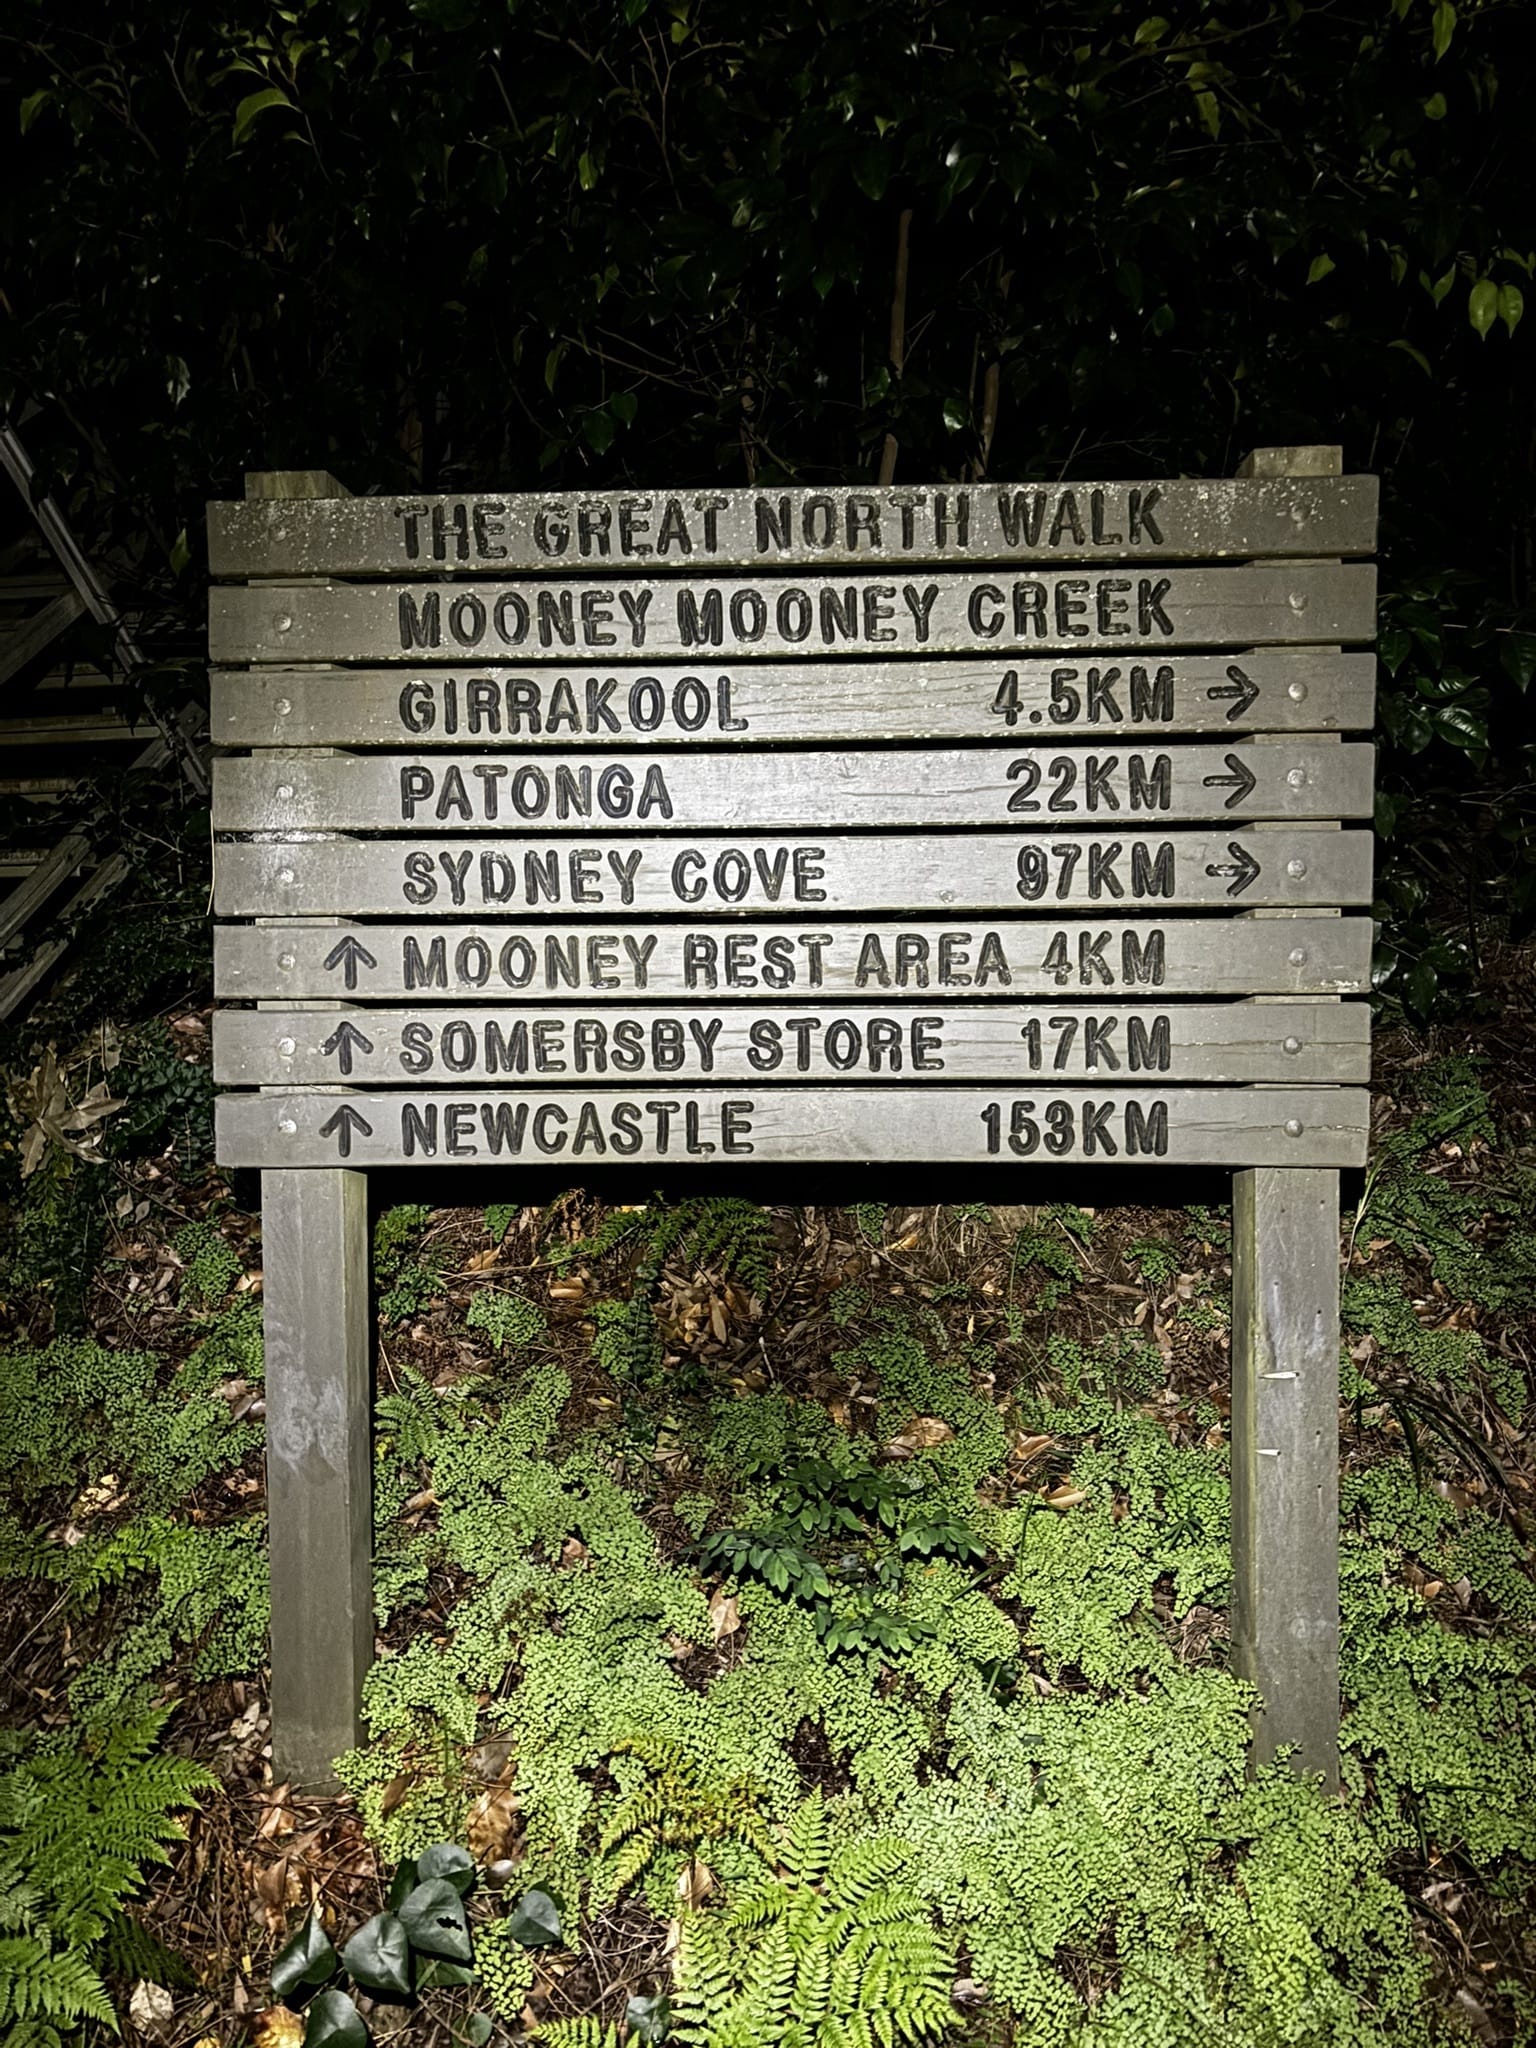 THE GREAT NORTH WALK
MOONEY MOONEY CREEK
GIRRAKOOL 4.5KM →
PATONGA 22KM →
SYDNEY COVE 97KM →
↑ MOONEY REST AREA 4KM
↑ SOMERSBY STORE 17KM
↑ NEWCASTLE 153KM